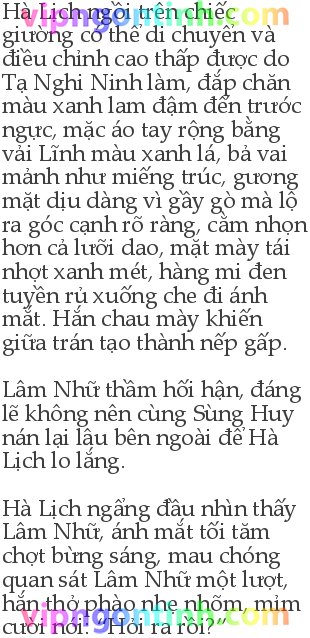 Hà Lịch ngồi trên chiếc
vipngontinh.com
giường có thể di chuyển và
điều chỉnh cao thấp được do
Tạ Nghi Ninh làm, đắp chăn
màu xanh lam đậm đến trước
ngực, mặc áo tay rộng bằng
vải Lĩnh màu xanh lá, bả vai
mảnh như miếng trúc, gương
mặt dịu dàng vì gầy gò mà lộ
ra góc cạnh rõ ràng, cằm nhọn
hơn cả lưỡi dao, mặt mày tái
nhợt xanh mét, hàng mi đen
tuyền rủ xuống che đi ánh
mắt. Hắn chau mày khiến
giữa trán tạo thành nếp gấp.
Lâm Nhữ thầm hối hận, đáng
lẽ không nên cùng Sùng Huy
nán lại lâu bên ngoài để Hà
Lịch lo lắng.
Hà Lịch ngẩng đầu nhìn thấy
Lâm Nhữ, ánh mắt tối tăm
chợt bừng sáng, mau chóng
quan sát Lâm Nhữ một lượt,
hắn thở phào nhẹ nhõm, mỉm
vipngontinh.com
cười nói: “Hỏi ra rồi?”